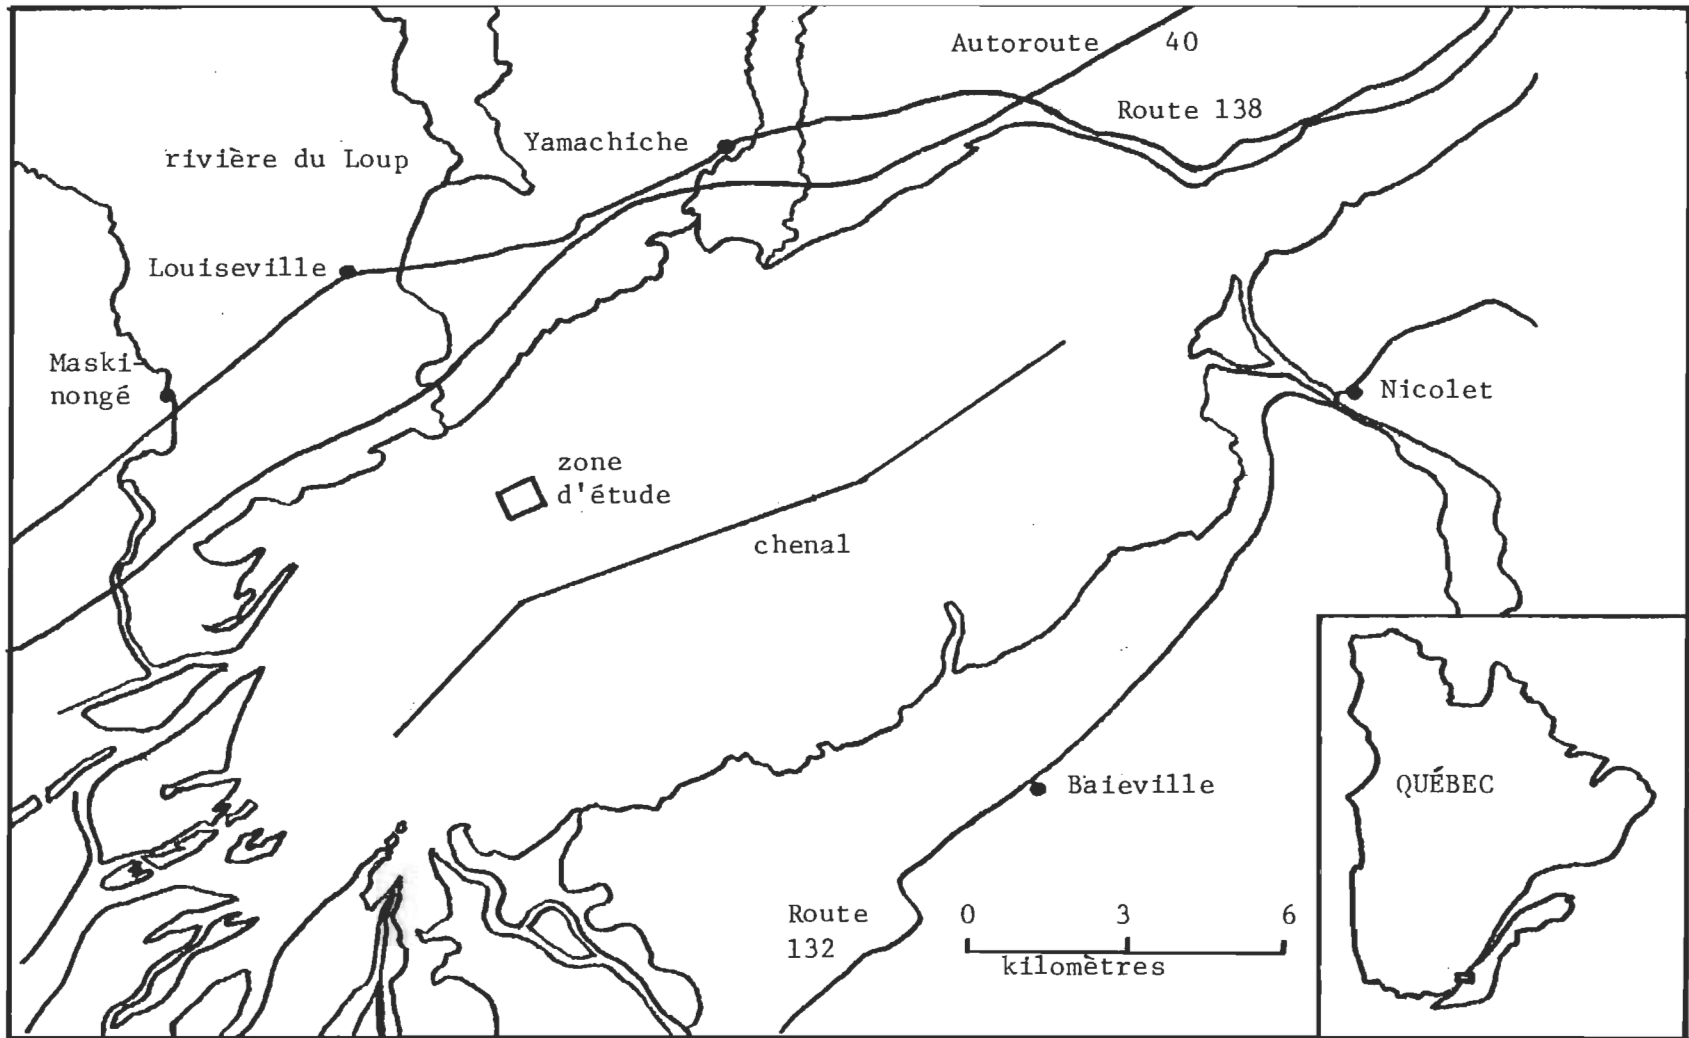 Autoroute 40
Route 138
Yamachiche
rivière du Loup
Louiseville
Maski-
nongé
Nicolet
zone
d'étude
chenal
Baieville
QUÉBEC
Route
132
0 3 6
kilomètres